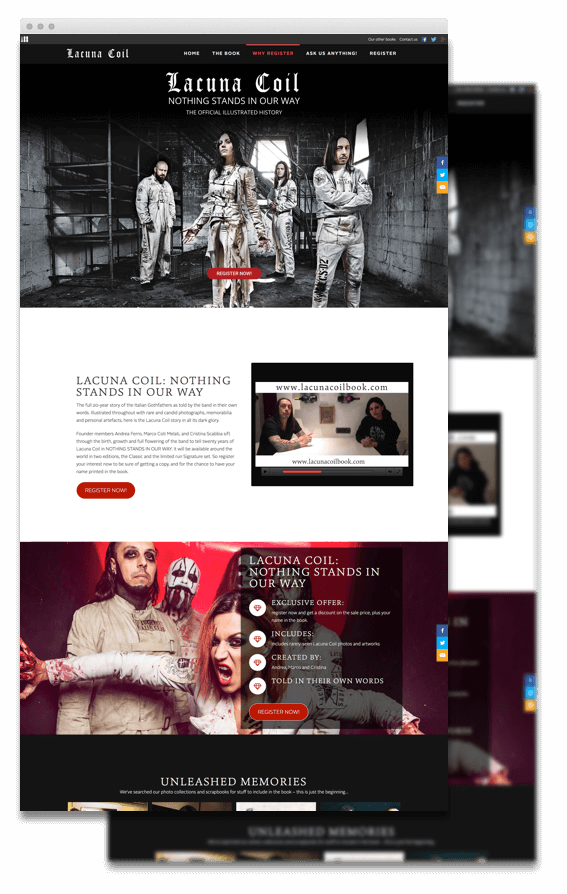 Our other books Contact us
Lacuna Coil HOME THE BOOK WHY REGISTER ASK US ANYTHING! REGISTER
Lacuna Coil
NOTHING STANDS IN OUR WAY
THE OFFICIAL ILLUSTRATED HISTORY
REGISTER NOW!
LACUNA COIL: NOTHING
STANDS IN OUR WAY
The full 20-year story of the Italian Gothfathers as told by the band in their own
words. Illustrated throughout with rare and candid photographs, memorabilia
and personal artefacts, here is the Lacuna Coil story in all its dark glory.
Founder members Andrea Ferro, Marco Coti Melati, and Cristina Scabbia sift
through the birth, growth and full flowering of the band to tell twenty years of
Lacuna Coil in NOTHING STANDS IN OUR WAY. It will be available around the
world in two editions, the Classic and the limited run Signature set. So register
your interest now to be sure of getting a copy, and for the chance to have your
name printed in the book.
REGISTER NOW!
www.lacunacoilbook.com
www.lacunacoilbook.com
LACUNA COIL:
NOTHING STANDS IN
OUR WAY
EXCLUSIVE OFFER:
register now and get a discount on the sale price, plus your
name in the book
INCLUDES:
includes rarely-seen Lacuna Coil photos and artworks
CREATED BY:
Andrea, Marco and Cristina
TOLD IN THEIR OWN WORDS
REGISTER NOW!
UNLEASHED MEMORIES
We've searched our photo collections and scrapbooks for stuff to include in the book – this is just the beginning...
UNLEASHED MEMORIES